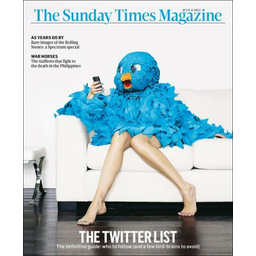 The Sunday Times Magazine
AS YEARS GO BY
Rare images of the Rolling
Stones: a Spectrum special
WAR HORSES
The stallions that fight to
the death in the Philippines
THE TWITTER LIST
The definitive guide: who to follow (and a few bird brains to avoid)